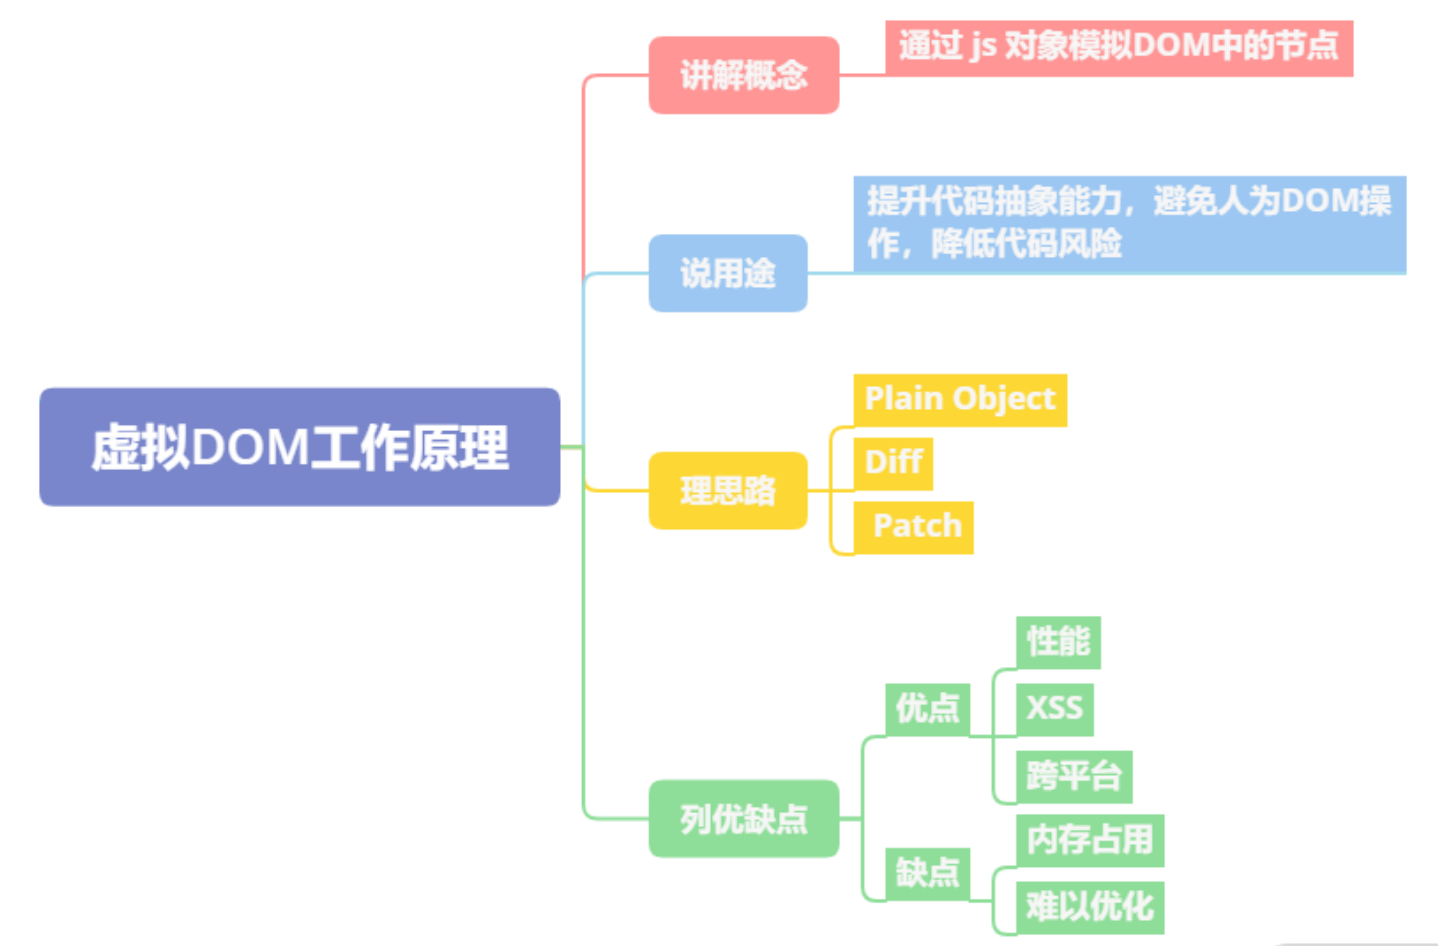 虚拟DOM工作原理
讲解概念
通过 js 对象模拟DOM中的节点
说用途
提升代码抽象能力，避免人为DOM操
作，降低代码风险
理思路
Plain Object
Diff
Patch
列优缺点
优点
性能
XSS
跨平台
缺点
内存占用
难以优化